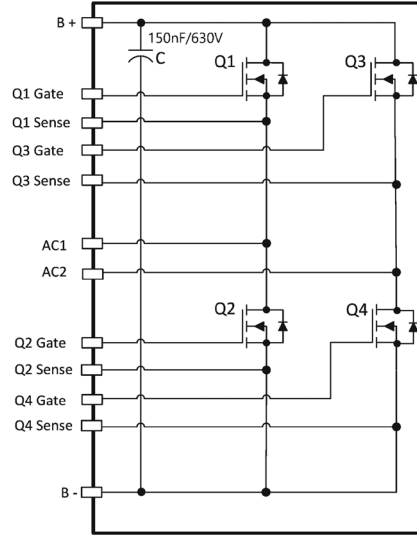 B +
150nF/630V
C
Q1
Q3
Q1 Gate
Q1 Sense
Q3 Gate
Q3 Sense
AC1
AC2
Q2
Q4
Q2 Gate
Q2 Sense
Q4 Gate
Q4 Sense
B -